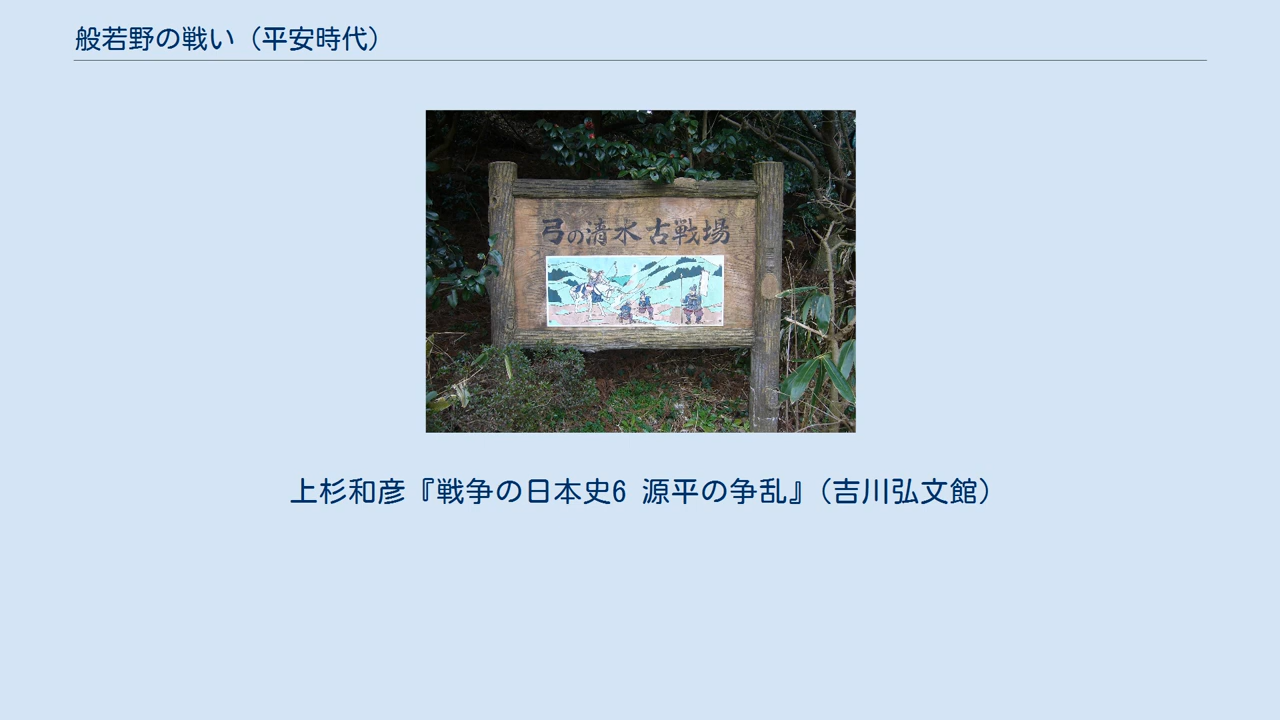 般若野の戦い（平安時代）
弓の清水 古戦場
上杉和彦『戦争の日本史6 源平の争乱』（吉川弘文館）